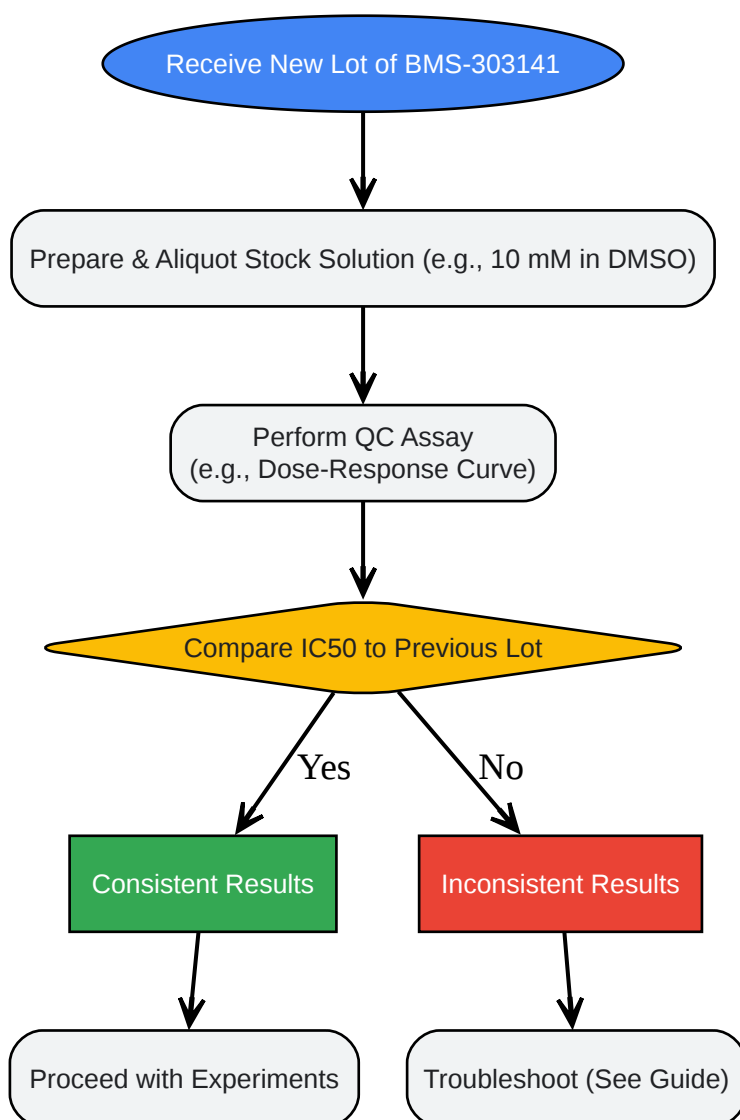 Receive New Lot of BMS-303141
Prepare & Aliquot Stock Solution (e.g., 10 mM in DMSO)
Perform QC Assay
(e.g., Dose-Response Curve)
Compare IC50 to Previous Lot
Yes
No
Consistent Results
Inconsistent Results
Proceed with Experiments
Troubleshoot (See Guide)